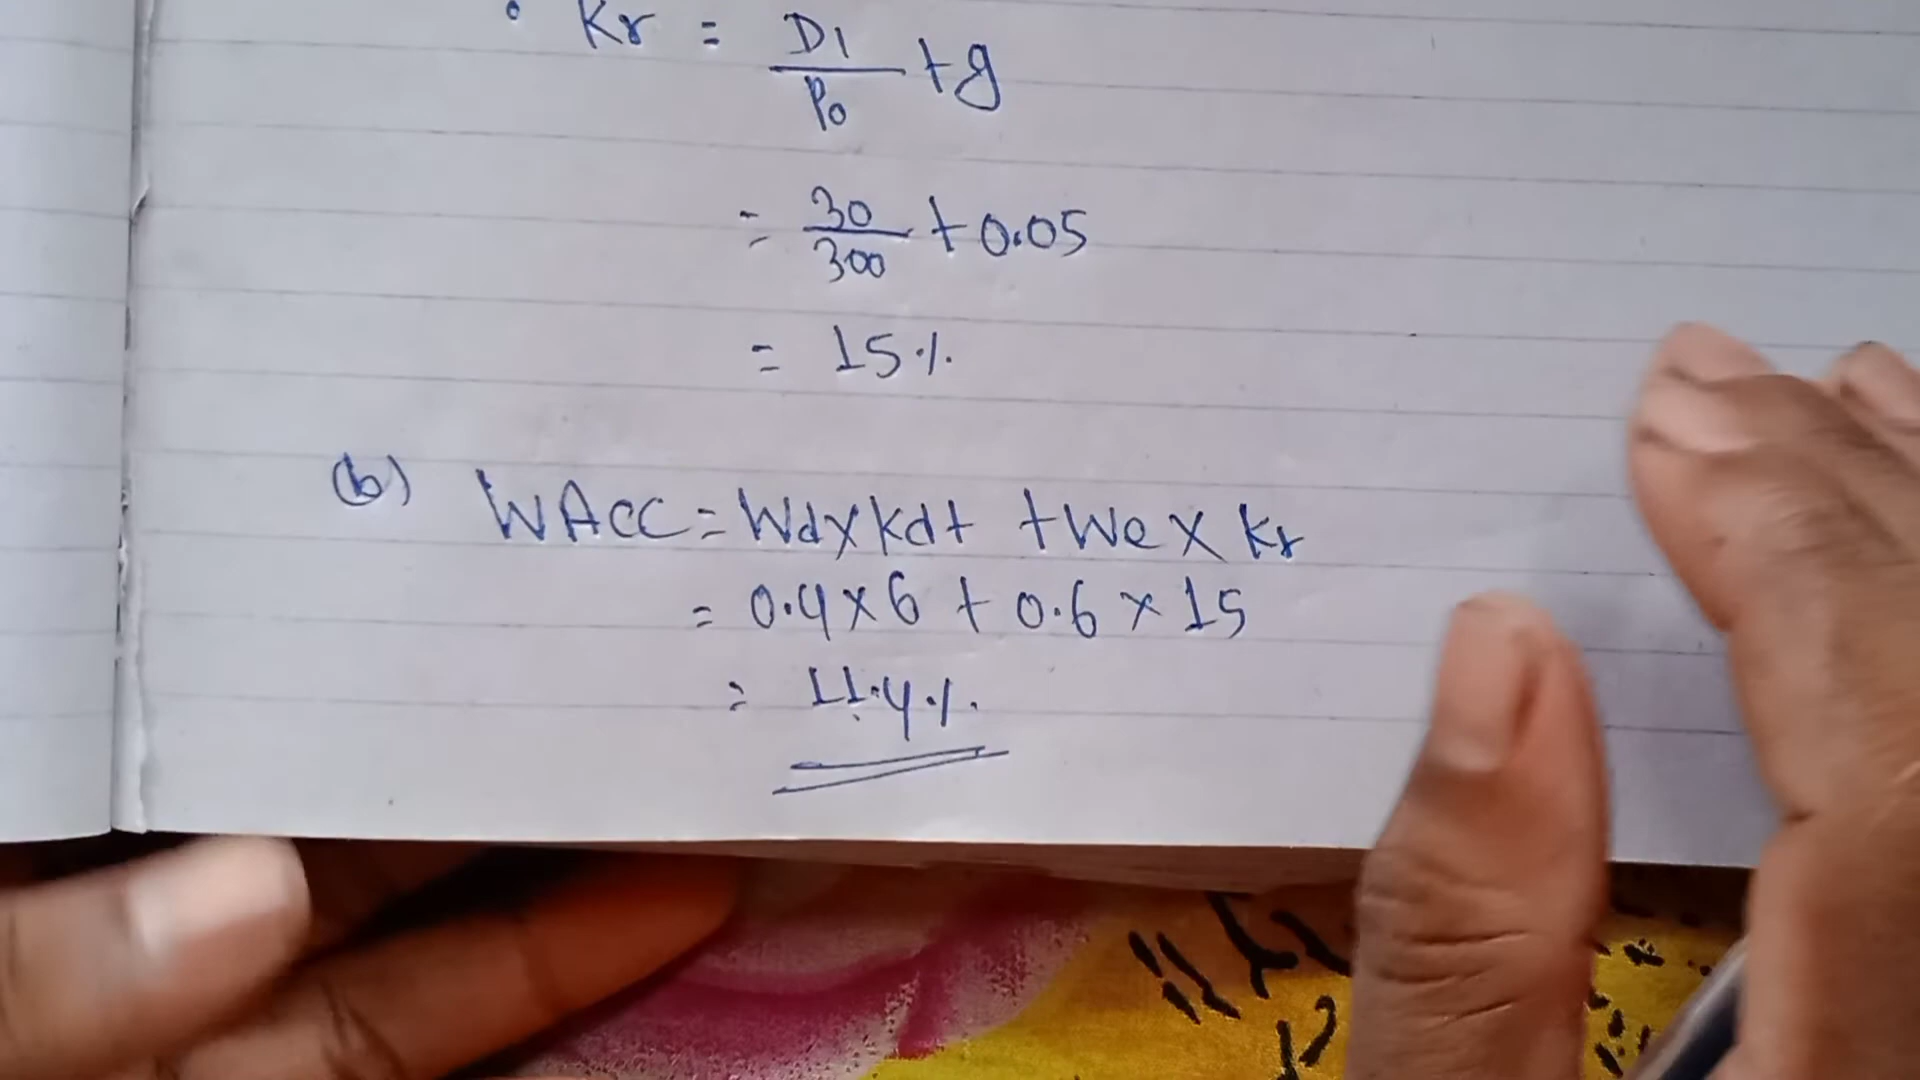 • Kr = D1/P0 + g
= 30/300 + 0.05
= 15%
(b) WACC = Wd×Kdt + We × Kr
= 0.4×6 + 0.6 × 15
= 11.4%